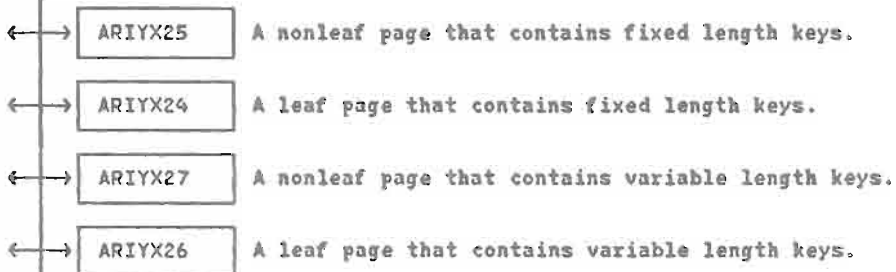 ARIYX25 A nonleaf page that contains fixed length keys.
ARIYX24 A leaf page that contains fixed length keys.
ARIYX27 A nonleaf page that contains variable length keys.
ARIYX26 A leaf page that contains variable length keys.